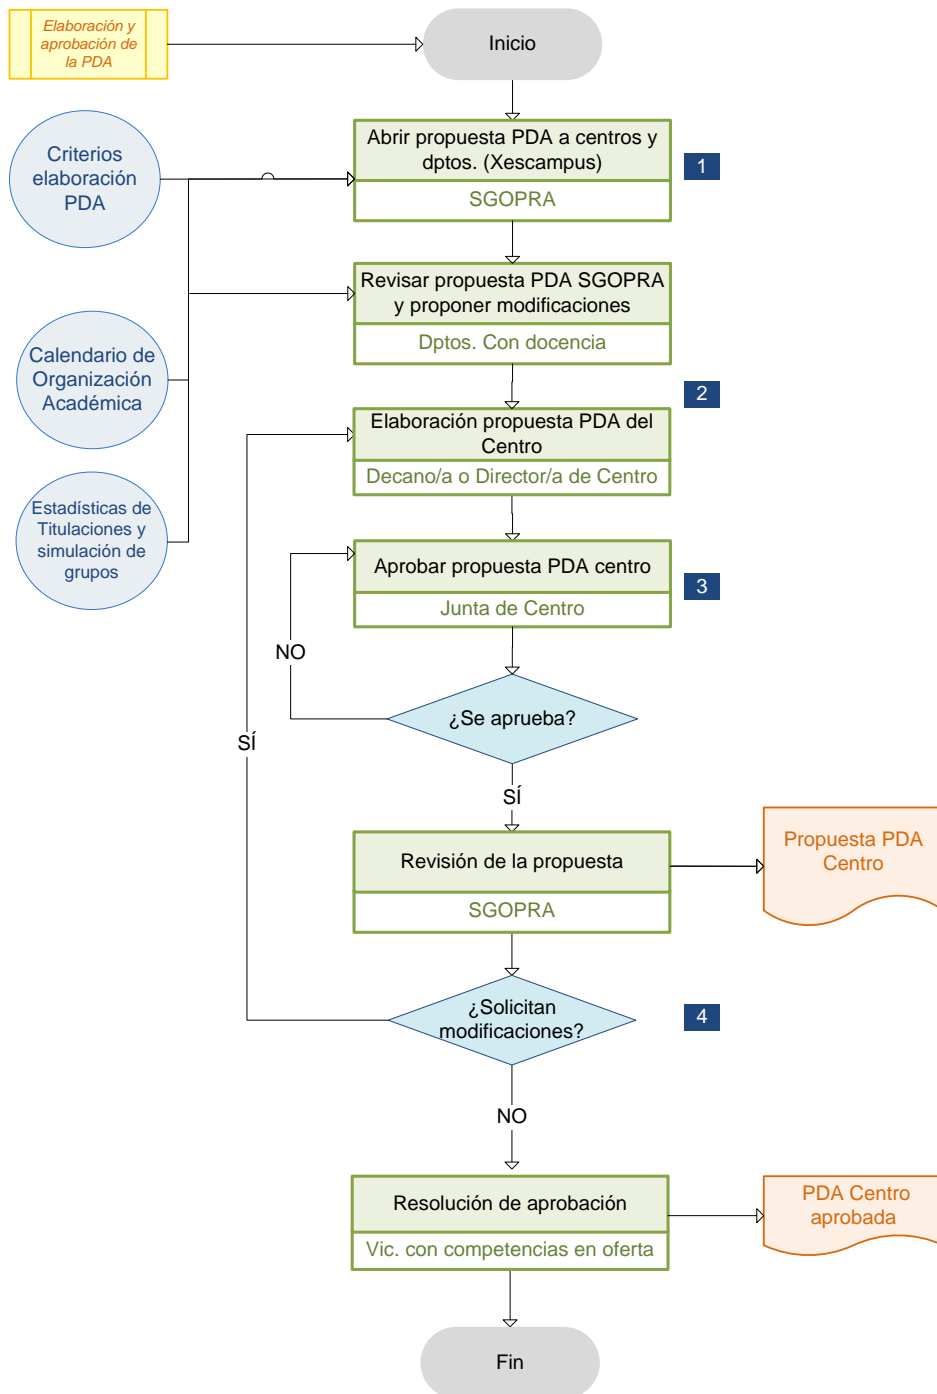 Elaboración y
aprobación de
la PDA
Inicio
Criterios
elaboración
PDA
Abrir propuesta PDA a centros y
dptos. (Xescampus)
SGOPRA
1
Revisar propuesta PDA SGOPRA
y proponer modificaciones
Dptos. Con docencia
Calendario de
Organización
Académica
2
Elaboración propuesta PDA del
Centro
Decano/a o Director/a de Centro
Estadísticas de
Titulaciones y
simulación de
grupos
Aprobar propuesta PDA centro
Junta de Centro
3
NO
¿Se aprueba?
SÍ
SÍ
Revisión de la propuesta
SGOPRA
Propuesta PDA
Centro
¿Solicitan
modificaciones?
4
NO
Resolución de aprobación
Vic. con competencias en oferta
PDA Centro
aprobada
Fin